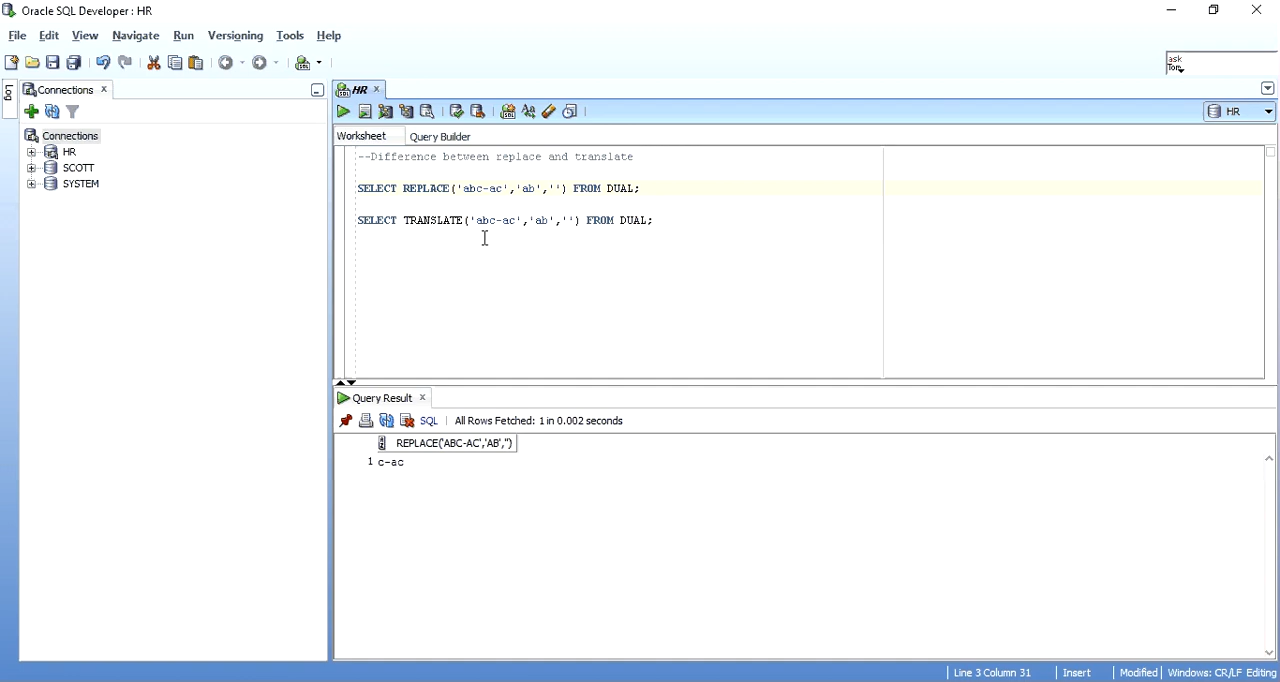 Oracle SQL Developer : HR
File Edit View Navigate Run Versioning Tools Help
ask
Tom
Log
Connections
HR
HR
Worksheet Query Builder
Connections
HR
SCOTT
SYSTEM
--Difference between replace and translate
SELECT REPLACE('abc-ac','ab','') FROM DUAL;
SELECT TRANSLATE('abc-ac','ab','') FROM DUAL;
Query Result
SQL | All Rows Fetched: 1 in 0.002 seconds
REPLACE('ABC-AC','AB','')
1 c-ac
Line 3 Column 31 | Insert | Modified | Windows: CR/LF Editing